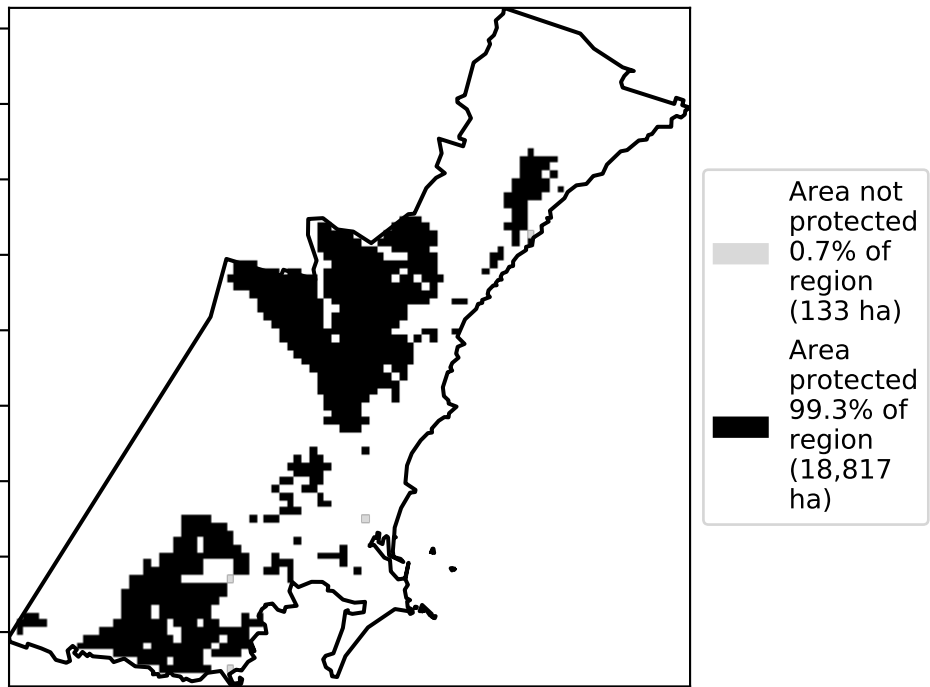 Area not
protected
0.7% of
region
(133 ha)
Area
protected
99.3% of
region
(18,817
ha)